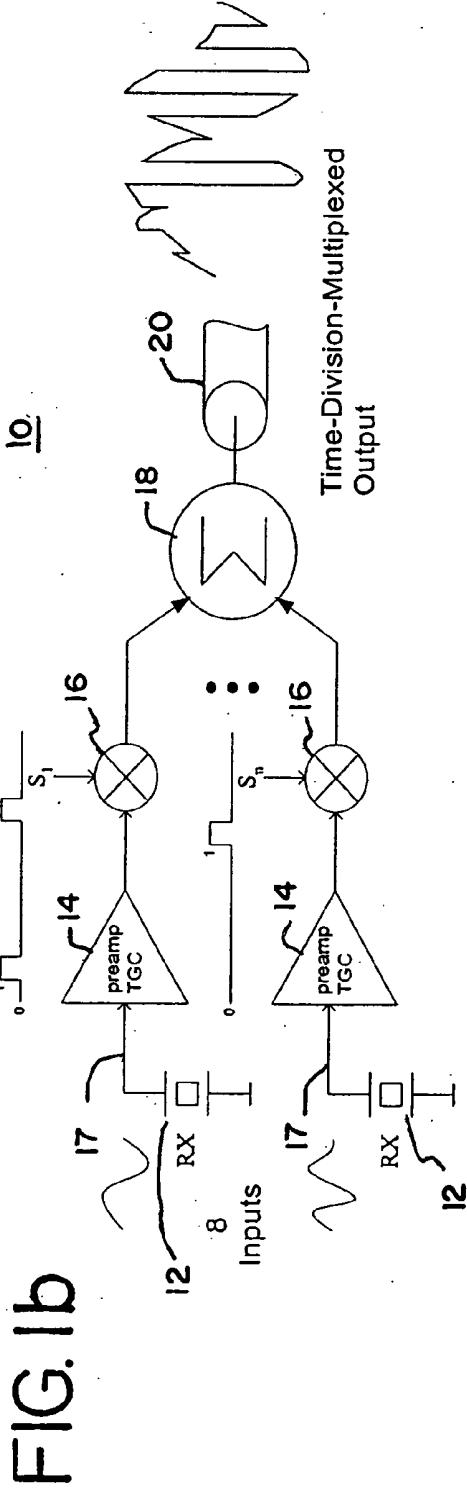 FIG. 1b
10
1
0
S1
16
14
preamp
TGC
17
RX
12
8
Inputs
18
Σ
20
Time-Division-Multiplexed
Output
1
0
Sn
16
14
preamp
TGC
17
RX
12